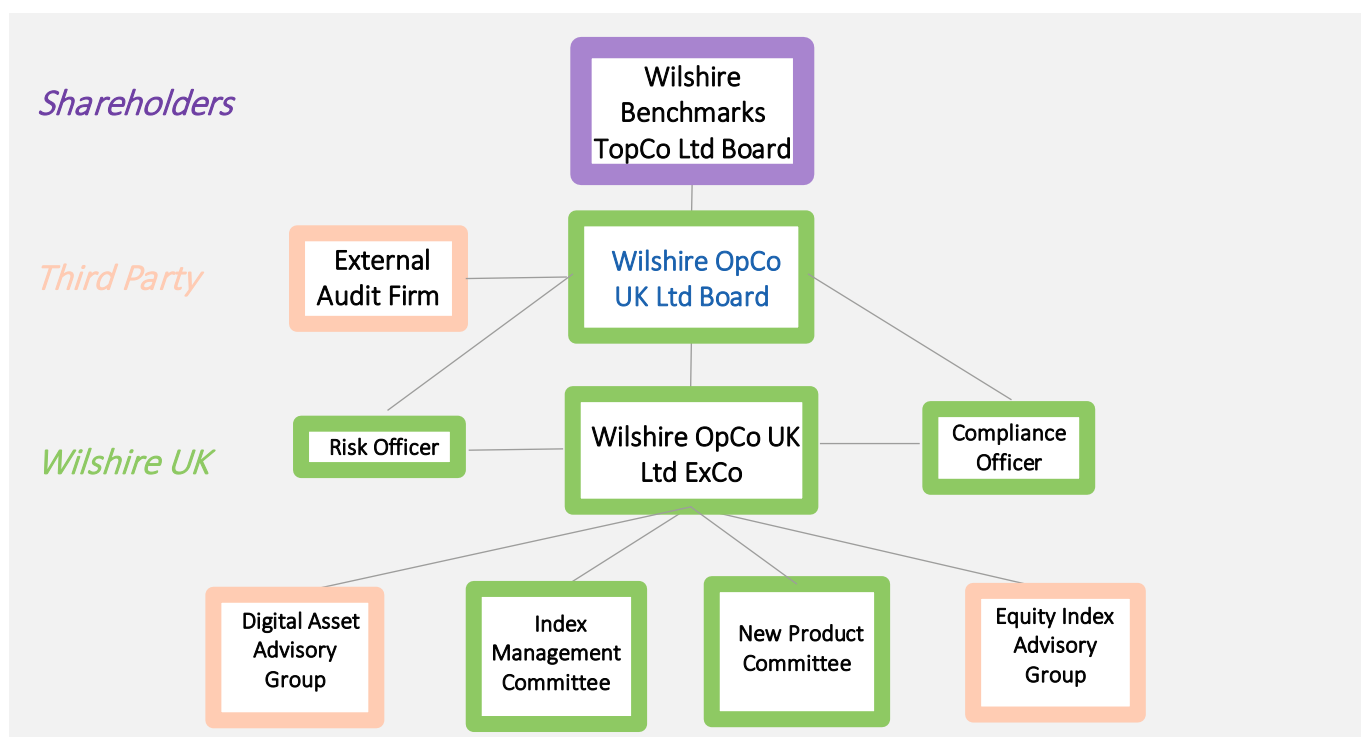 Shareholders
Wilshire
Benchmarks
TopCo Ltd Board
Third Party
External
Audit Firm
Wilshire OpCo
UK Ltd Board
Wilshire UK
Risk Officer
Wilshire OpCo UK
Ltd ExCo
Compliance
Officer
Digital Asset
Advisory
Group
Index
Management
Committee
New Product
Committee
Equity Index
Advisory
Group